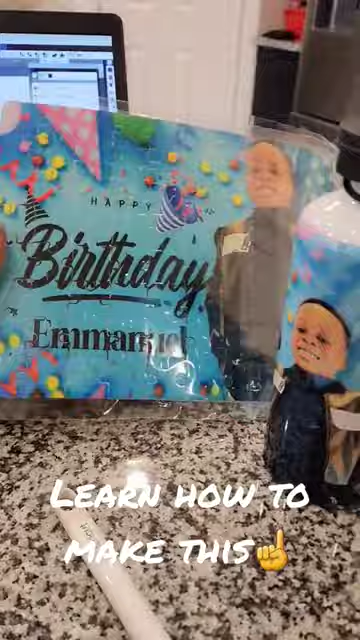 HAPPY
Birthday
Emmanuel
LEARN HOW TO
MAKE THIS☝️